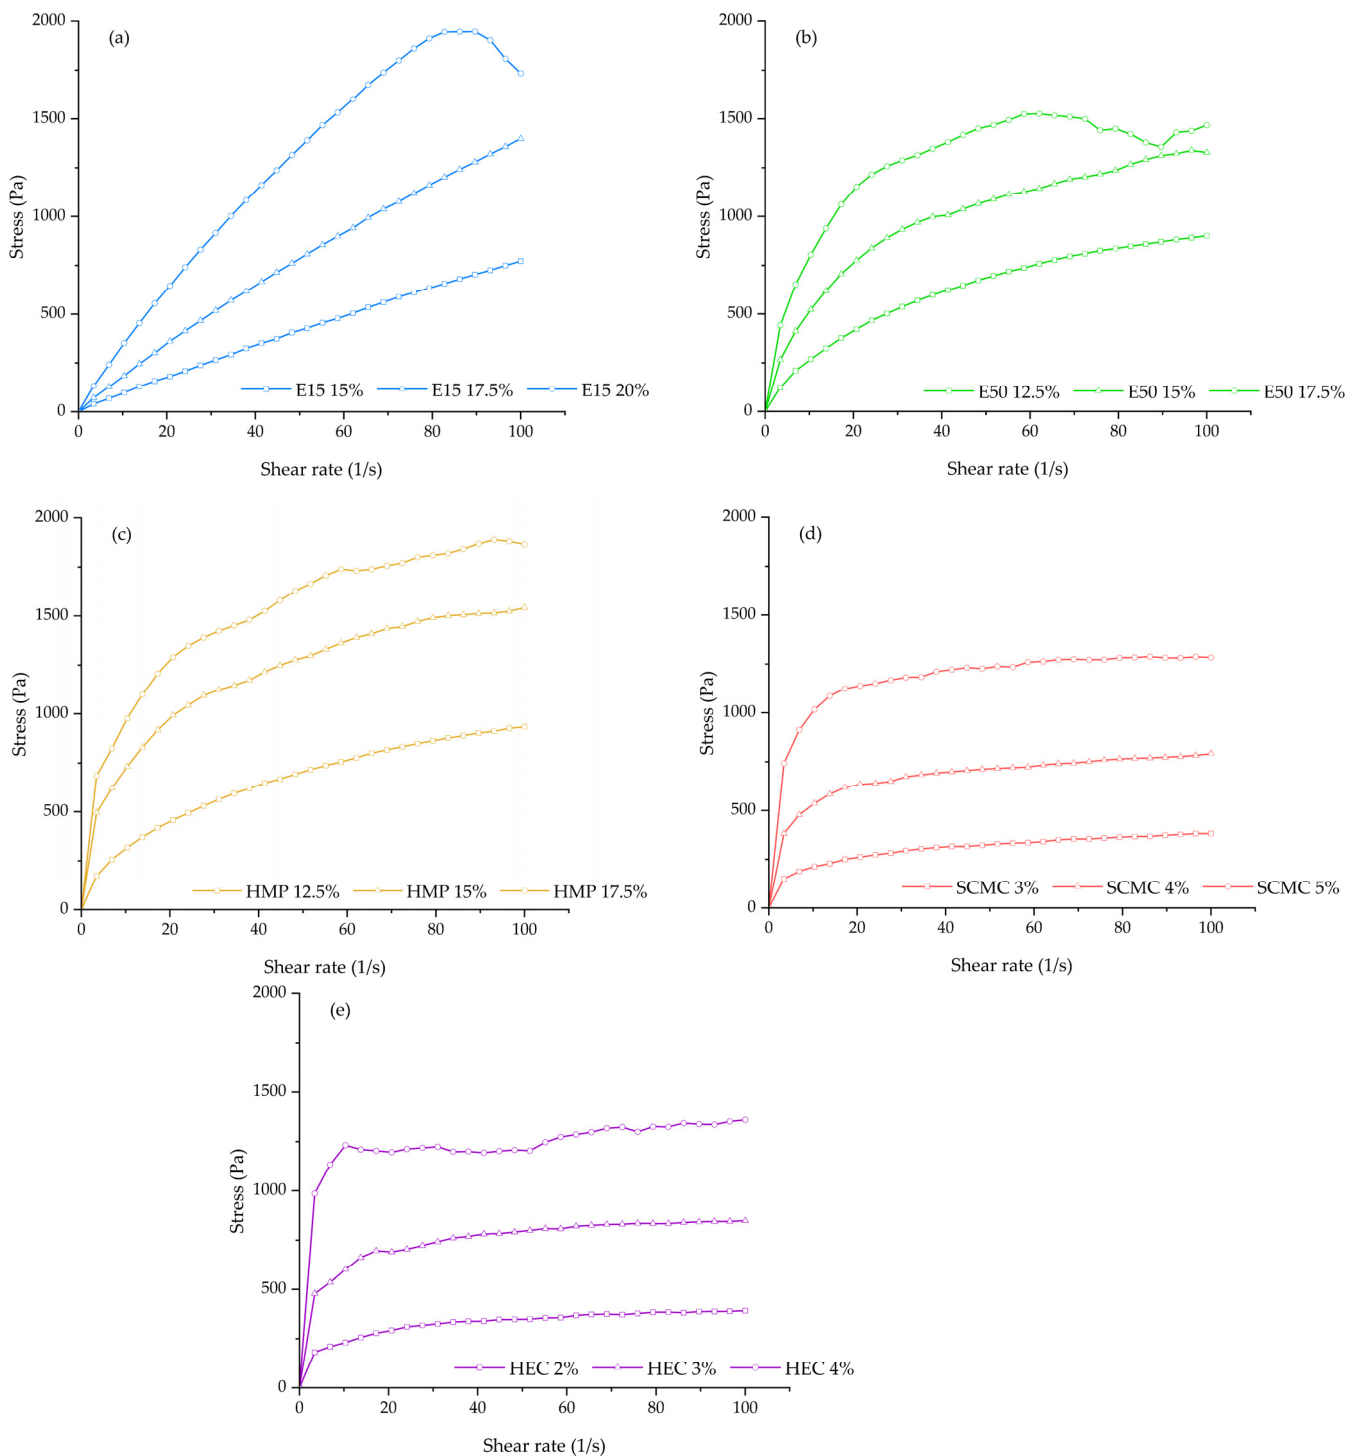 (a)
2000
1500
1000
500
0
Stress (Pa)
E15 15% E15 17.5% E15 20%
0 20 40 60 80 100
Shear rate (1/s)
(b)
2000
1500
1000
500
0
Stress (Pa)
E50 12.5% E50 15% E50 17.5%
0 20 40 60 80 100
Shear rate (1/s)
(c)
2000
1500
1000
500
0
Stress (Pa)
HMP 12.5% HMP 15% HMP 17.5%
0 20 40 60 80 100
Shear rate (1/s)
(d)
2000
1500
1000
500
0
Stress (Pa)
SCMC 3% SCMC 4% SCMC 5%
0 20 40 60 80 100
Shear rate (1/s)
(e)
2000
1500
1000
500
0
Stress (Pa)
HEC 2% HEC 3% HEC 4%
0 20 40 60 80 100
Shear rate (1/s)